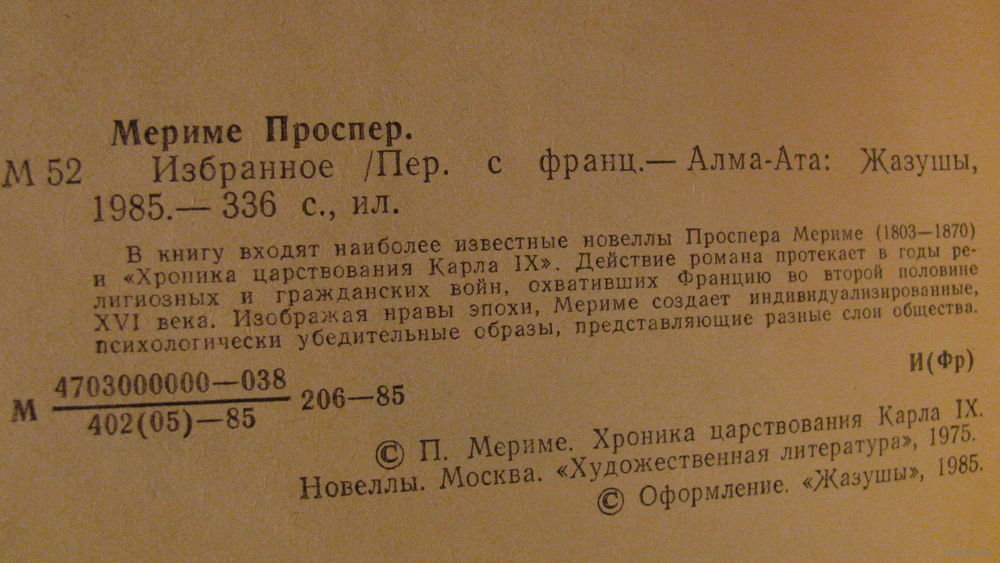 Мериме Проспер.
М 52 Избранное /Пер. с франц.— Алма-Ата: Жазушы,
1985.— 336 с., ил.
В книгу входят наиболее известные новеллы Проспера Мериме (1803—1870)
и «Хроника царствования Карла IX». Действие романа протекает в годы ре-
лигиозных и гражданских войн, охвативших Францию во второй половине
XVI века. Изображая нравы эпохи, Мериме создает индивидуализированные,
психологически убедительные образы, представляющие разные слои общества.
И(Фр)
4703000000—038
М 206—85
402(05)—85
© П. Мериме. Хроника царствования Карла IX.
Новеллы. Москва. «Художественная литература», 1975.
© Оформление. «Жазушы», 1985.